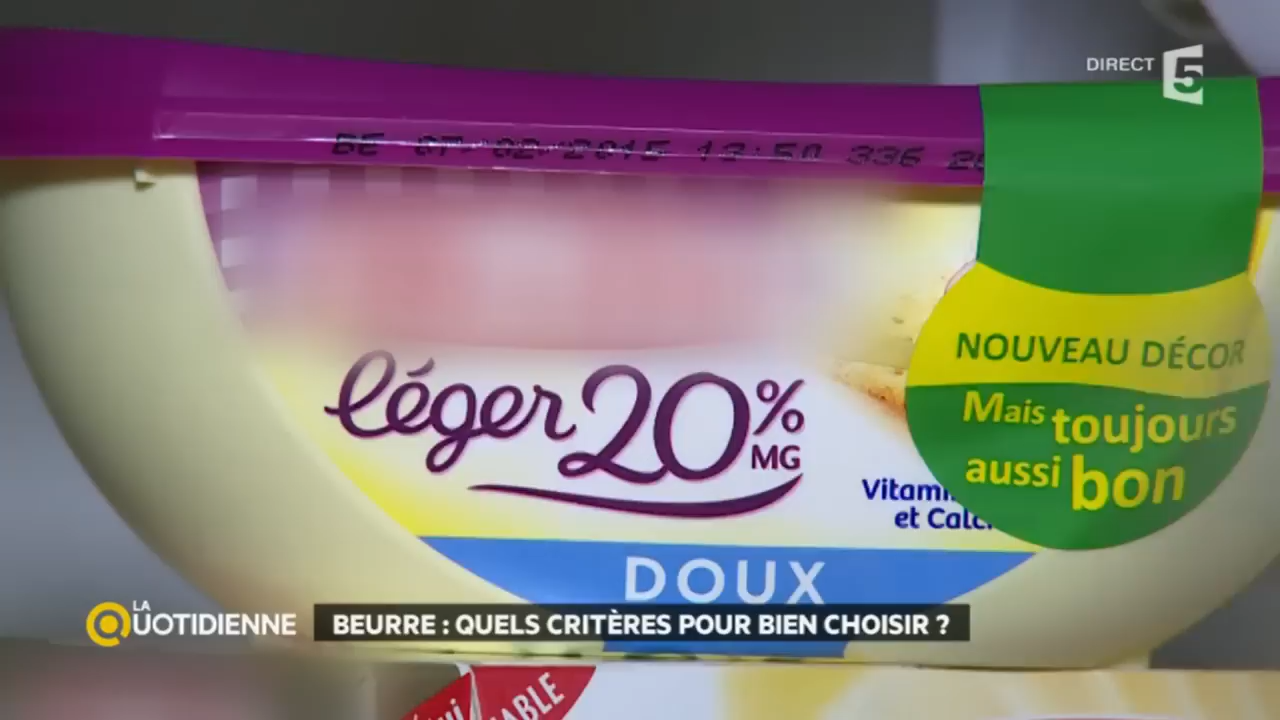 DIRECT 5
BE 07 02 2015 13:50 336
léger 20% MG
NOUVEAU DÉCOR
Mais toujours
aussi bon
et
DOUX
LA QUOTIDIENNE
BEURRE : QUELS CRITÈRES POUR BIEN CHOISIR ?